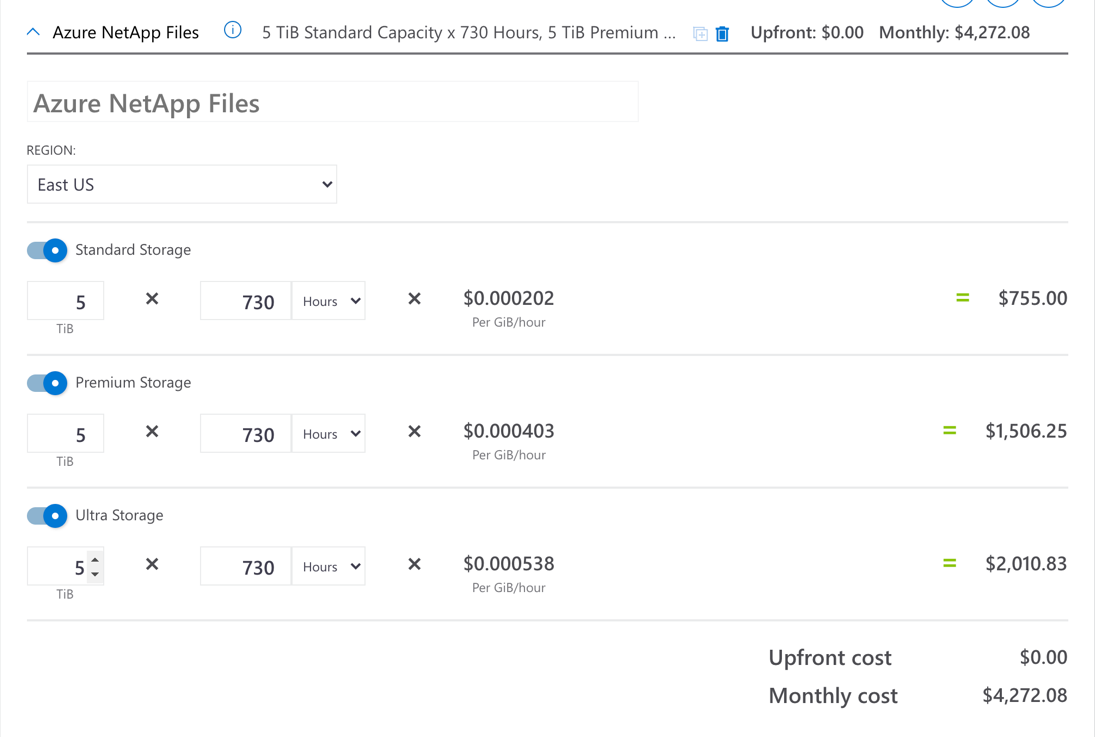 Azure NetApp Files 5 TiB Standard Capacity x 730 Hours, 5 TiB Premium ... Upfront: $0.00 Monthly: $4,272.08
Azure NetApp Files
REGION:
East US
Standard Storage
5 × 730 Hours × $0.000202 = $755.00
TiB Per GiB/hour
Premium Storage
5 × 730 Hours × $0.000403 = $1,506.25
TiB Per GiB/hour
Ultra Storage
5 × 730 Hours × $0.000538 = $2,010.83
TiB Per GiB/hour
Upfront cost $0.00
Monthly cost $4,272.08